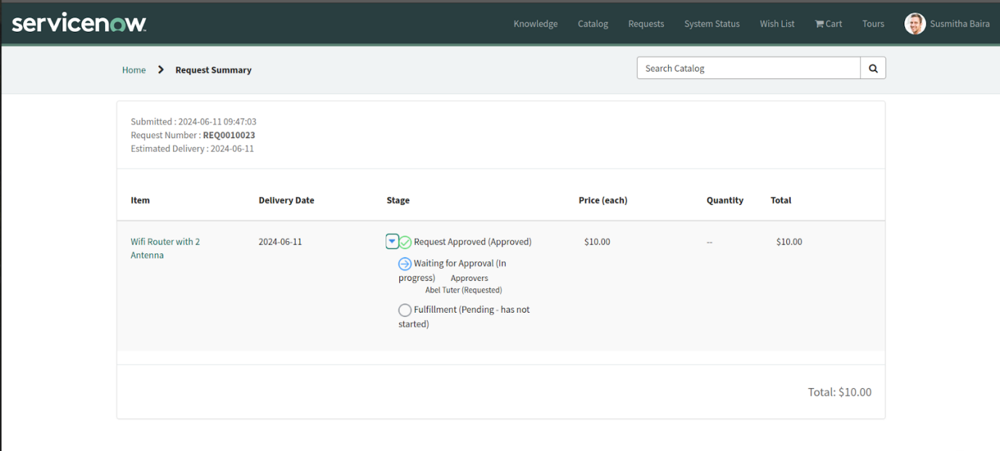 servicenow
Knowledge Catalog Requests System Status Wish List Cart Tours Susmitha Baira
Home Request Summary
Search Catalog
Submitted : 2024-06-11 09:47:03
Request Number : REQ0010023
Estimated Delivery : 2024-06-11
Item Delivery Date Stage Price (each) Quantity Total
Wifi Router with 2 2024-06-11 Request Approved (Approved) $10.00 -- $10.00
Antenna
Waiting for Approval (In
progress) Approvers
Abel Tuter (Requested)
Fulfillment (Pending - has not
started)
Total: $10.00